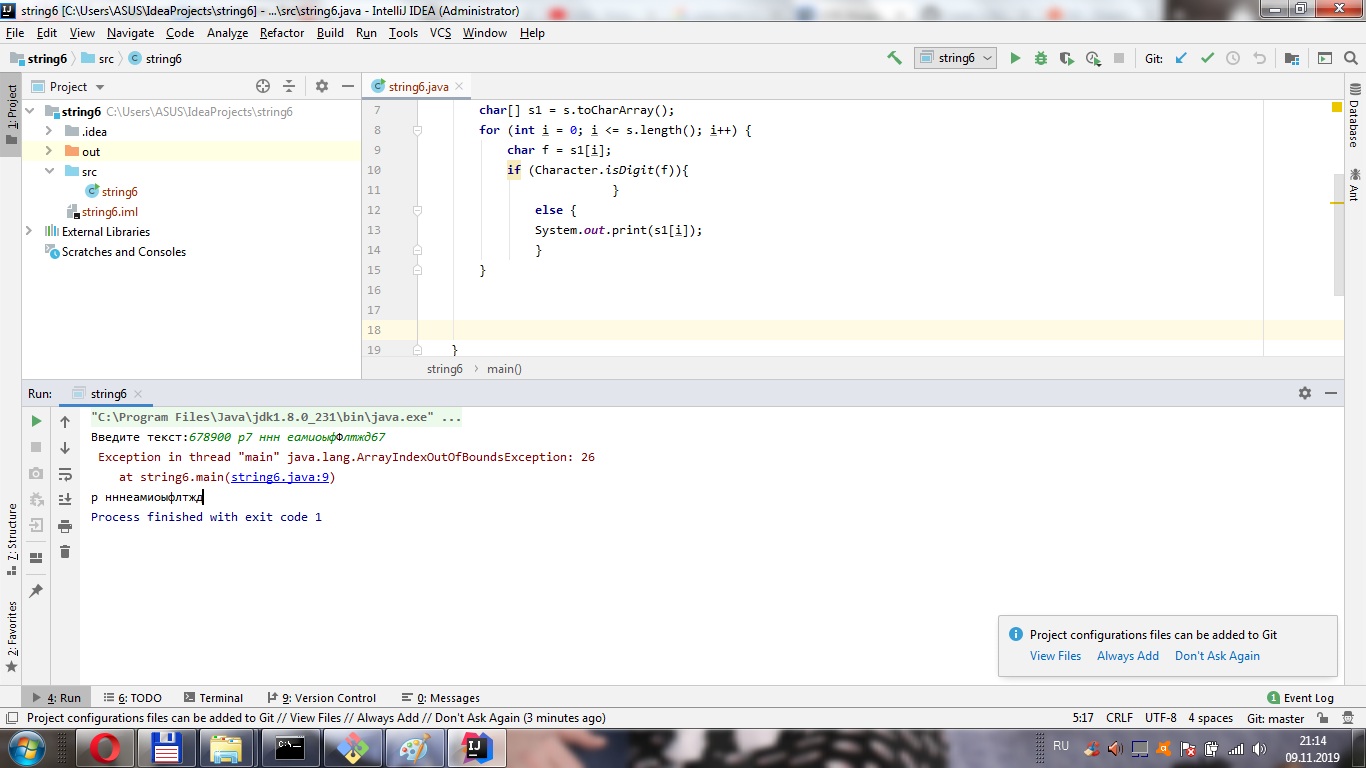 string6 [C:\Users\ASUS\IdeaProjects\string6] - ...\src\string6.java - IntelliJ IDEA (Administrator)
File Edit View Navigate Code Analyze Refactor Build Run Tools VCS Window Help
string6 src string6 string6 Git:
Project string6.java
1: Project
string6 C:\Users\ASUS\IdeaProjects\string6
.idea
out
src
string6
string6.iml
External Libraries
Scratches and Consoles
7 char[] s1 = s.toCharArray();
8 for (int i = 0; i <= s.length(); i++) {
9 char f = s1[i];
10 if (Character.isDigit(f)){
11 }
12 else {
13 System.out.print(s1[i]);
14 }
15 }
16
17
18
19 }
string6 main()
Database
Ant
Run: string6
"C:\Program Files\Java\jdk1.8.0_231\bin\java.exe" ...
Введите текст:678900 р7 ннн еамиоыфФлтжд67
Exception in thread "main" java.lang.ArrayIndexOutOfBoundsException: 26
at string6.main(string6.java:9)
р нннеамиоыфлтжд
Process finished with exit code 1
7: Structure
2: Favorites
Project configurations files can be added to Git
View Files Always Add Don't Ask Again
4: Run 6: TODO Terminal 9: Version Control 0: Messages 1 Event Log
Project configurations files can be added to Git // View Files // Always Add // Don't Ask Again (3 minutes ago) 5:17 CRLF UTF-8 4 spaces Git: master
RU 21:14
09.11.2019